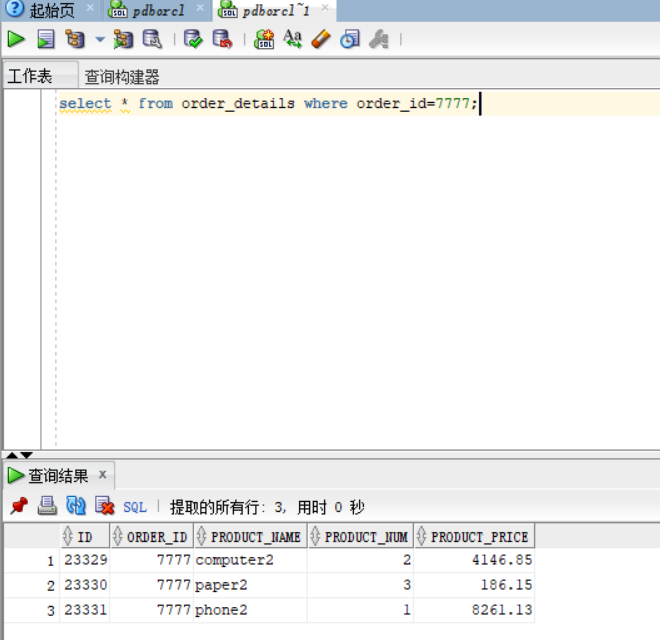 起始页 × pdborcl × pdborcl~1 ×
工作表 查询构建器
select * from order_details where order_id=7777;
查询结果 ×
SQL | 提取的所有行: 3, 用时 0 秒
ID ORDER_ID PRODUCT_NAME PRODUCT_NUM PRODUCT_PRICE
1 23329 7777 computer2 2 4146.85
2 23330 7777 paper2 3 186.15
3 23331 7777 phone2 1 8261.13